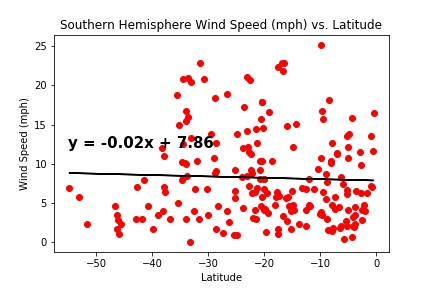 Southern Hemisphere Wind Speed (mph) vs. Latitude
25
20
15
10
5
0
Wind Speed (mph)
y = -0.02x + 7.86
−50 −40 −30 −20 −10 0
Latitude